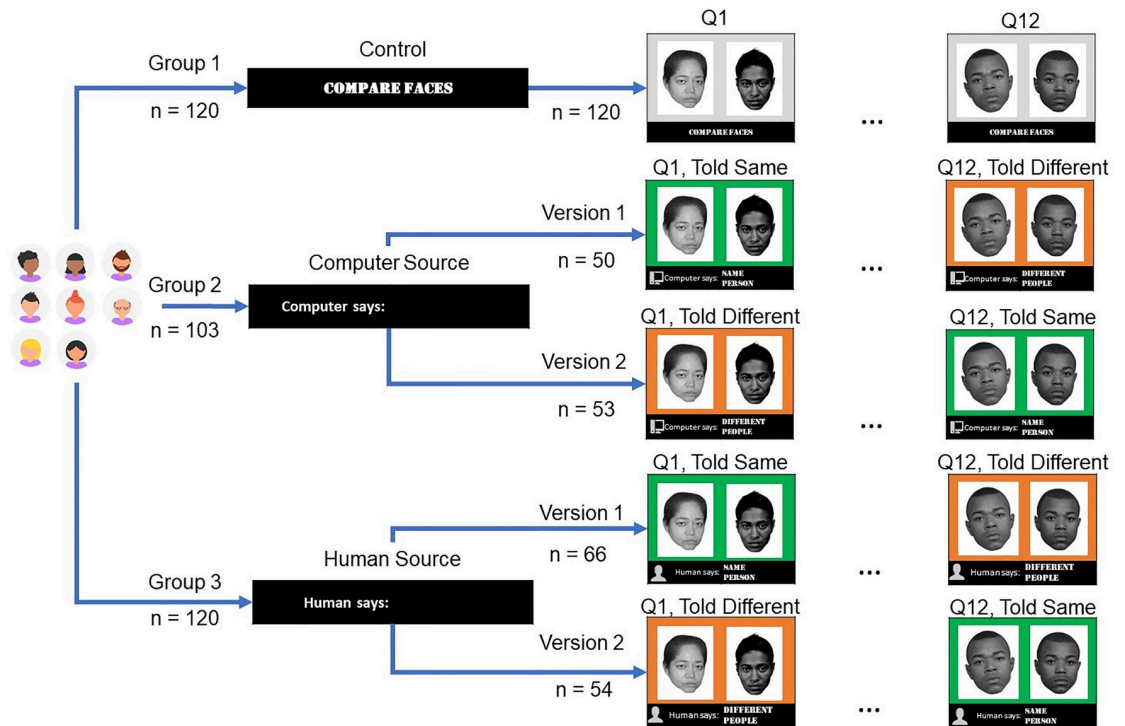 Q1
Q12
Control
Group 1
COMPARE FACES
n = 120
n = 120
COMPARE FACES
...
COMPARE FACES
Q1, Told Same
Q12, Told Different
Version 1
n = 50
Computer says: SAME
PERSON
...
Computer says: DIFFERENT
PEOPLE
Computer Source
Group 2
Computer says:
n = 103
Q1, Told Different
Q12, Told Same
Version 2
n = 53
Computer says: DIFFERENT
PEOPLE
...
Computer says: SAME
PERSON
Q1, Told Same
Q12, Told Different
Version 1
n = 66
Human says: SAME
PERSON
...
Human says: DIFFERENT
PEOPLE
Human Source
Group 3
Human says:
n = 120
Q1, Told Different
Q12, Told Same
Version 2
n = 54
Human says: DIFFERENT
PEOPLE
...
Human says: SAME
PERSON